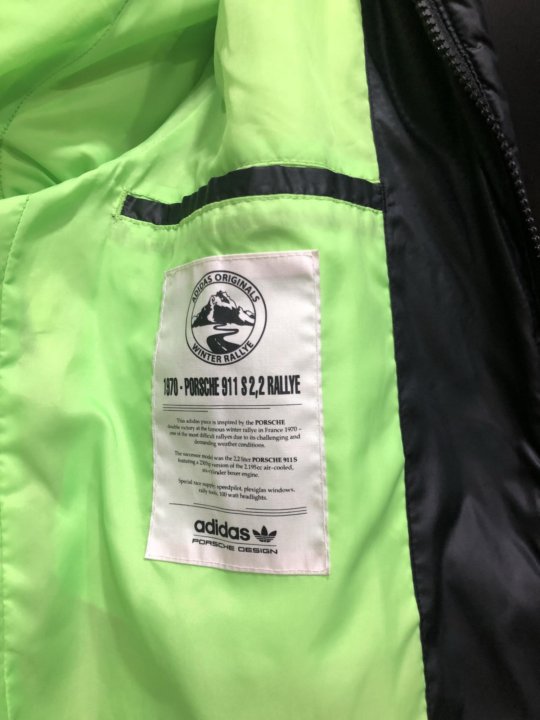 ADIDAS ORIGINALS
WINTER RALLYE
1970 - PORSCHE 911 S 2,2 RALLYE
This adidas piece is inspired by the PORSCHE
double victory at the famous winter rallye in France 1970 –
one of the most difficult rallyes due to its challenging and
demanding weather conditions.
The successor model was the 2.2 liter PORSCHE 911 S
featuring a version of the 2.195cc air-cooled,
six-cylinder boxer engine.
Special race supply, speedpilot, plexiglas windows,
rally tools, 100 watt headlights.
adidas
PORSCHE DESIGN